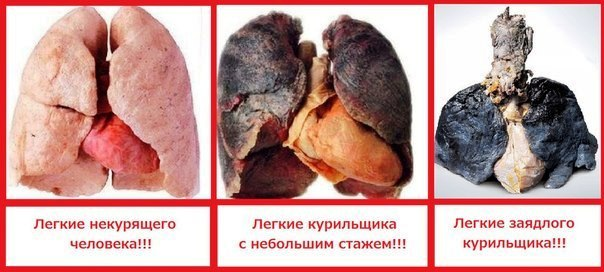 Легкие некурящего
человека!!!
Легкие курильщика
с небольшим стажем!!!
Легкие заядлого
курильщика!!!